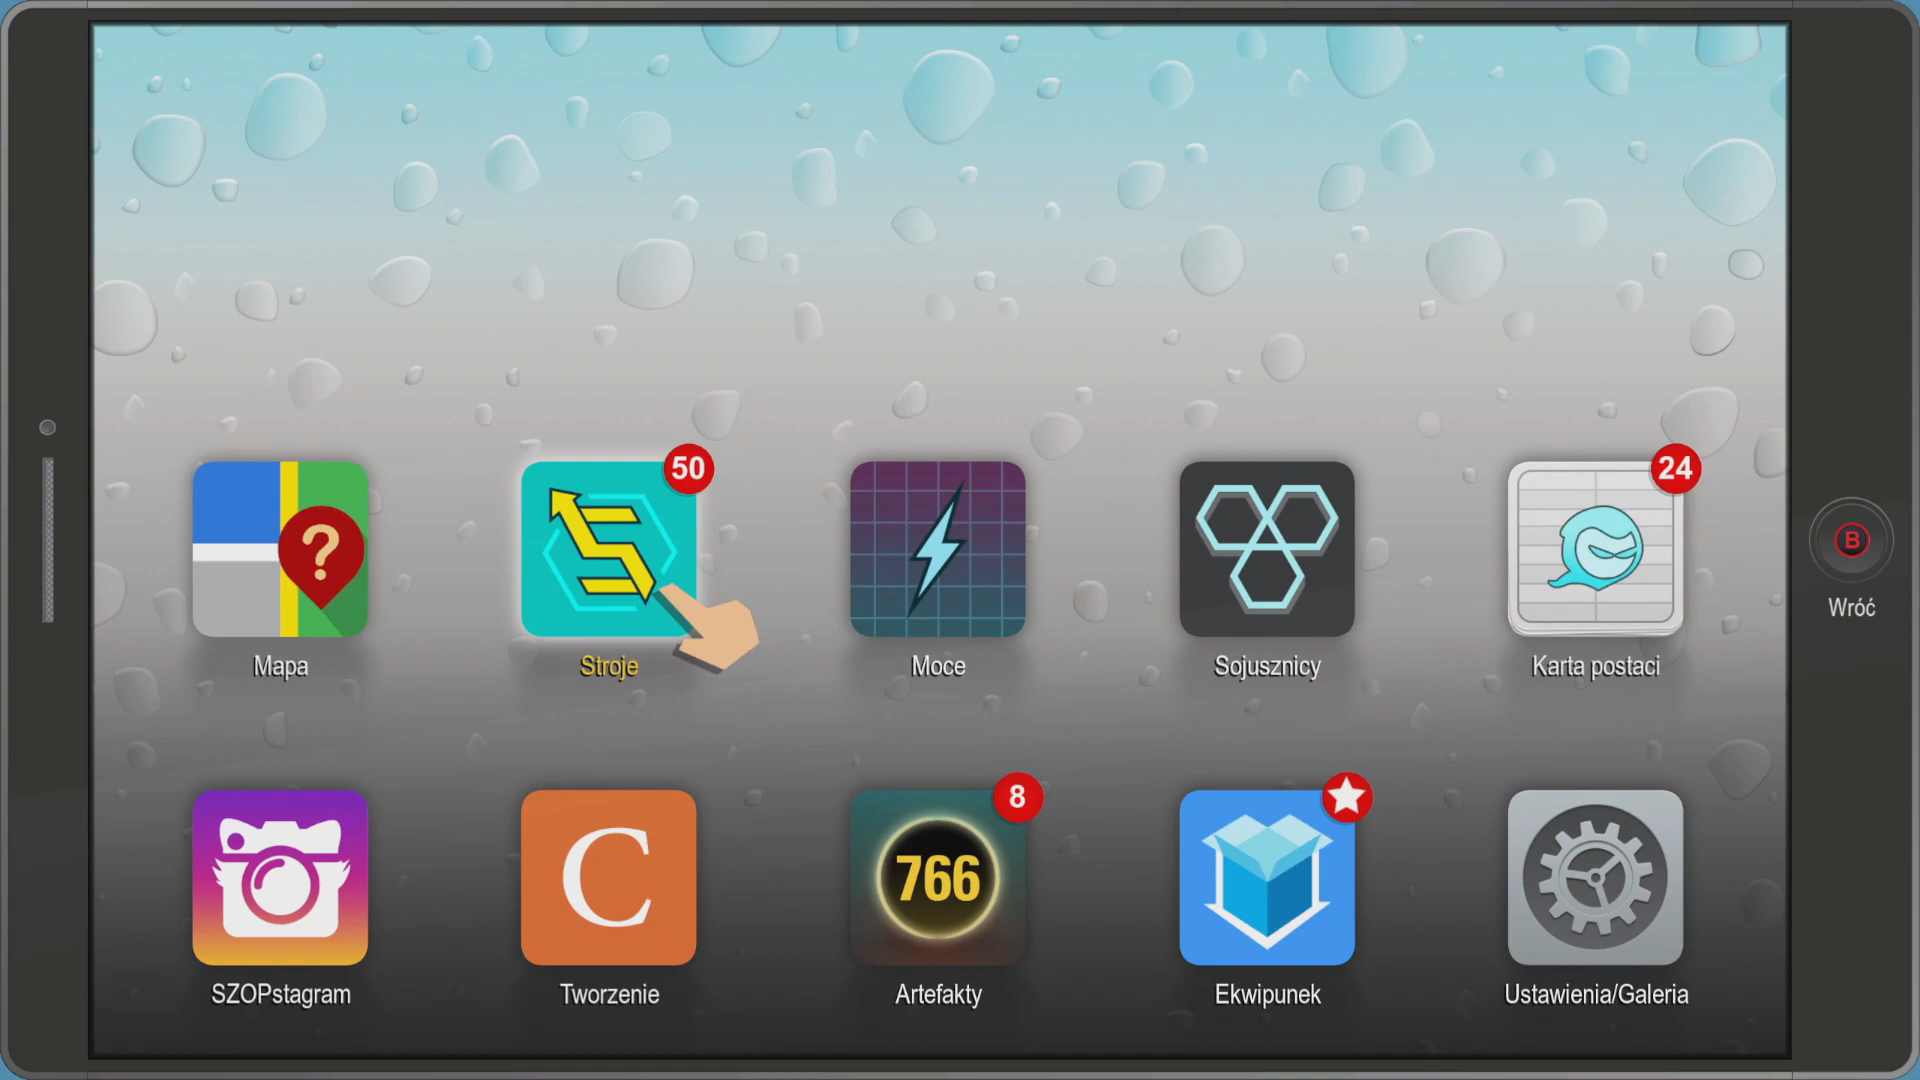 50
24
?
Mapa
Stroje
Moce
Sojusznicy
Karta postaci
B
Wróć
8
C
766
SZOPstagram
Tworzenie
Artefakty
Ekwipunek
Ustawienia/Galeria